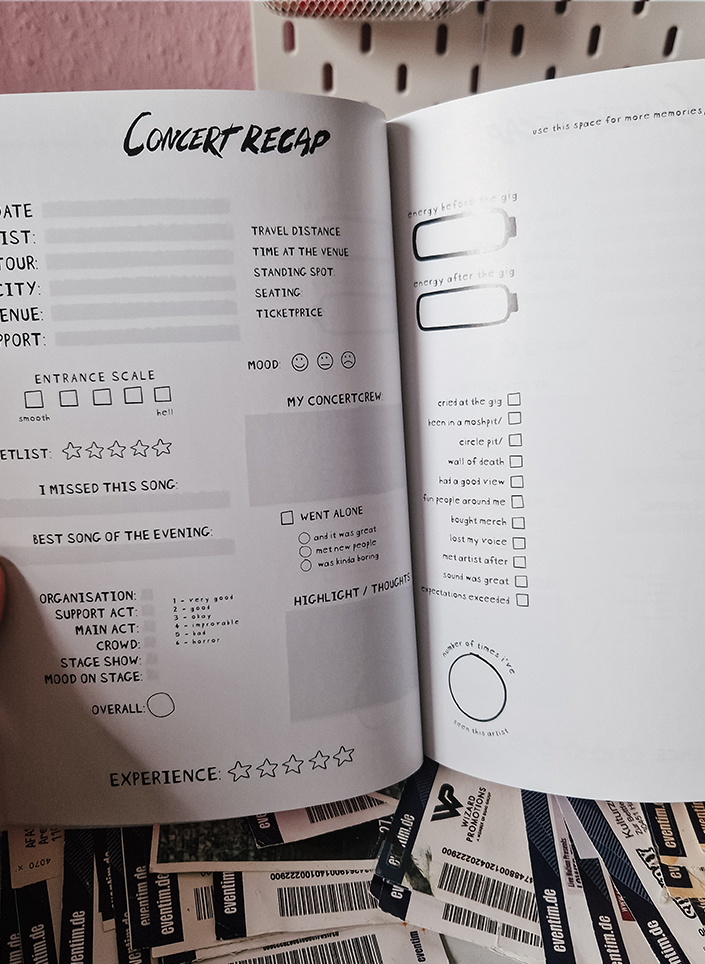 CONCERT RECAP
DATE
IST:
TOUR:
CITY:
ENUE:
PPORT:
TRAVEL DISTANCE
TIME AT THE VENUE
STANDING SPOT
SEATING:
TICKETPRICE:
MOOD:
ENTRANCE SCALE
smooth hell
ETLIST:
MY CONCERTCREW:
I MISSED THIS SONG:
BEST SONG OF THE EVENING:
WENT ALONE
and it was great
met new people
was kinda boring
ORGANISATION:
SUPPORT ACT:
MAIN ACT:
CROWD:
STAGE SHOW:
MOOD ON STAGE:
1 - very good
2 - good
3 - okay
4 - improvable
5 - bad
6 - horror
OVERALL:
HIGHLIGHT / THOUGHTS
EXPERIENCE:
use this space for more memories,
energy before the gig
energy after the gig
cried at the gig
been in a moshpit/
circle pit/
wall of death
had a good view
fun people around me
bought merch
lost my voice
met artist after
sound was great
expectations exceeded
number of times i've
seen this artist
WIZARD
PROMOTIONS
eventim.de
eventim.de
eventim.de
eventim.de
eventim.de
eventim.de
eventim.de